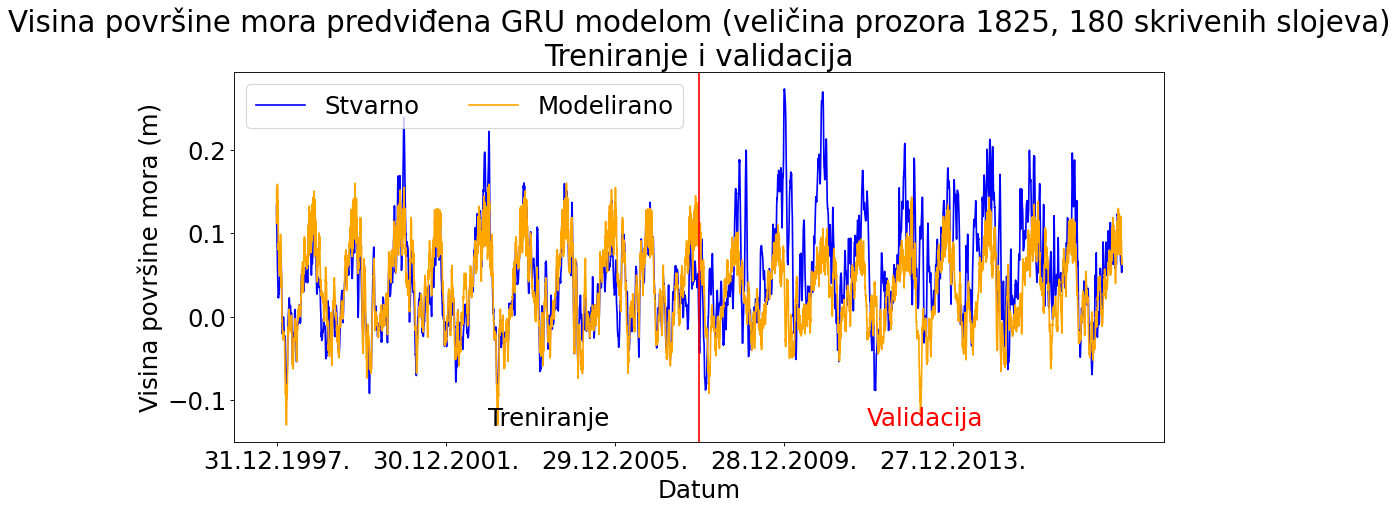 Visina površine mora predviđena GRU modelom (veličina prozora 1825, 180 skrivenih slojeva)
Treniranje i validacija
Stvarno
Modelirano
Visina površine mora (m)
0.2
0.1
0.0
−0.1
Treniranje
Validacija
31.12.1997.
30.12.2001.
29.12.2005.
28.12.2009.
27.12.2013.
Datum